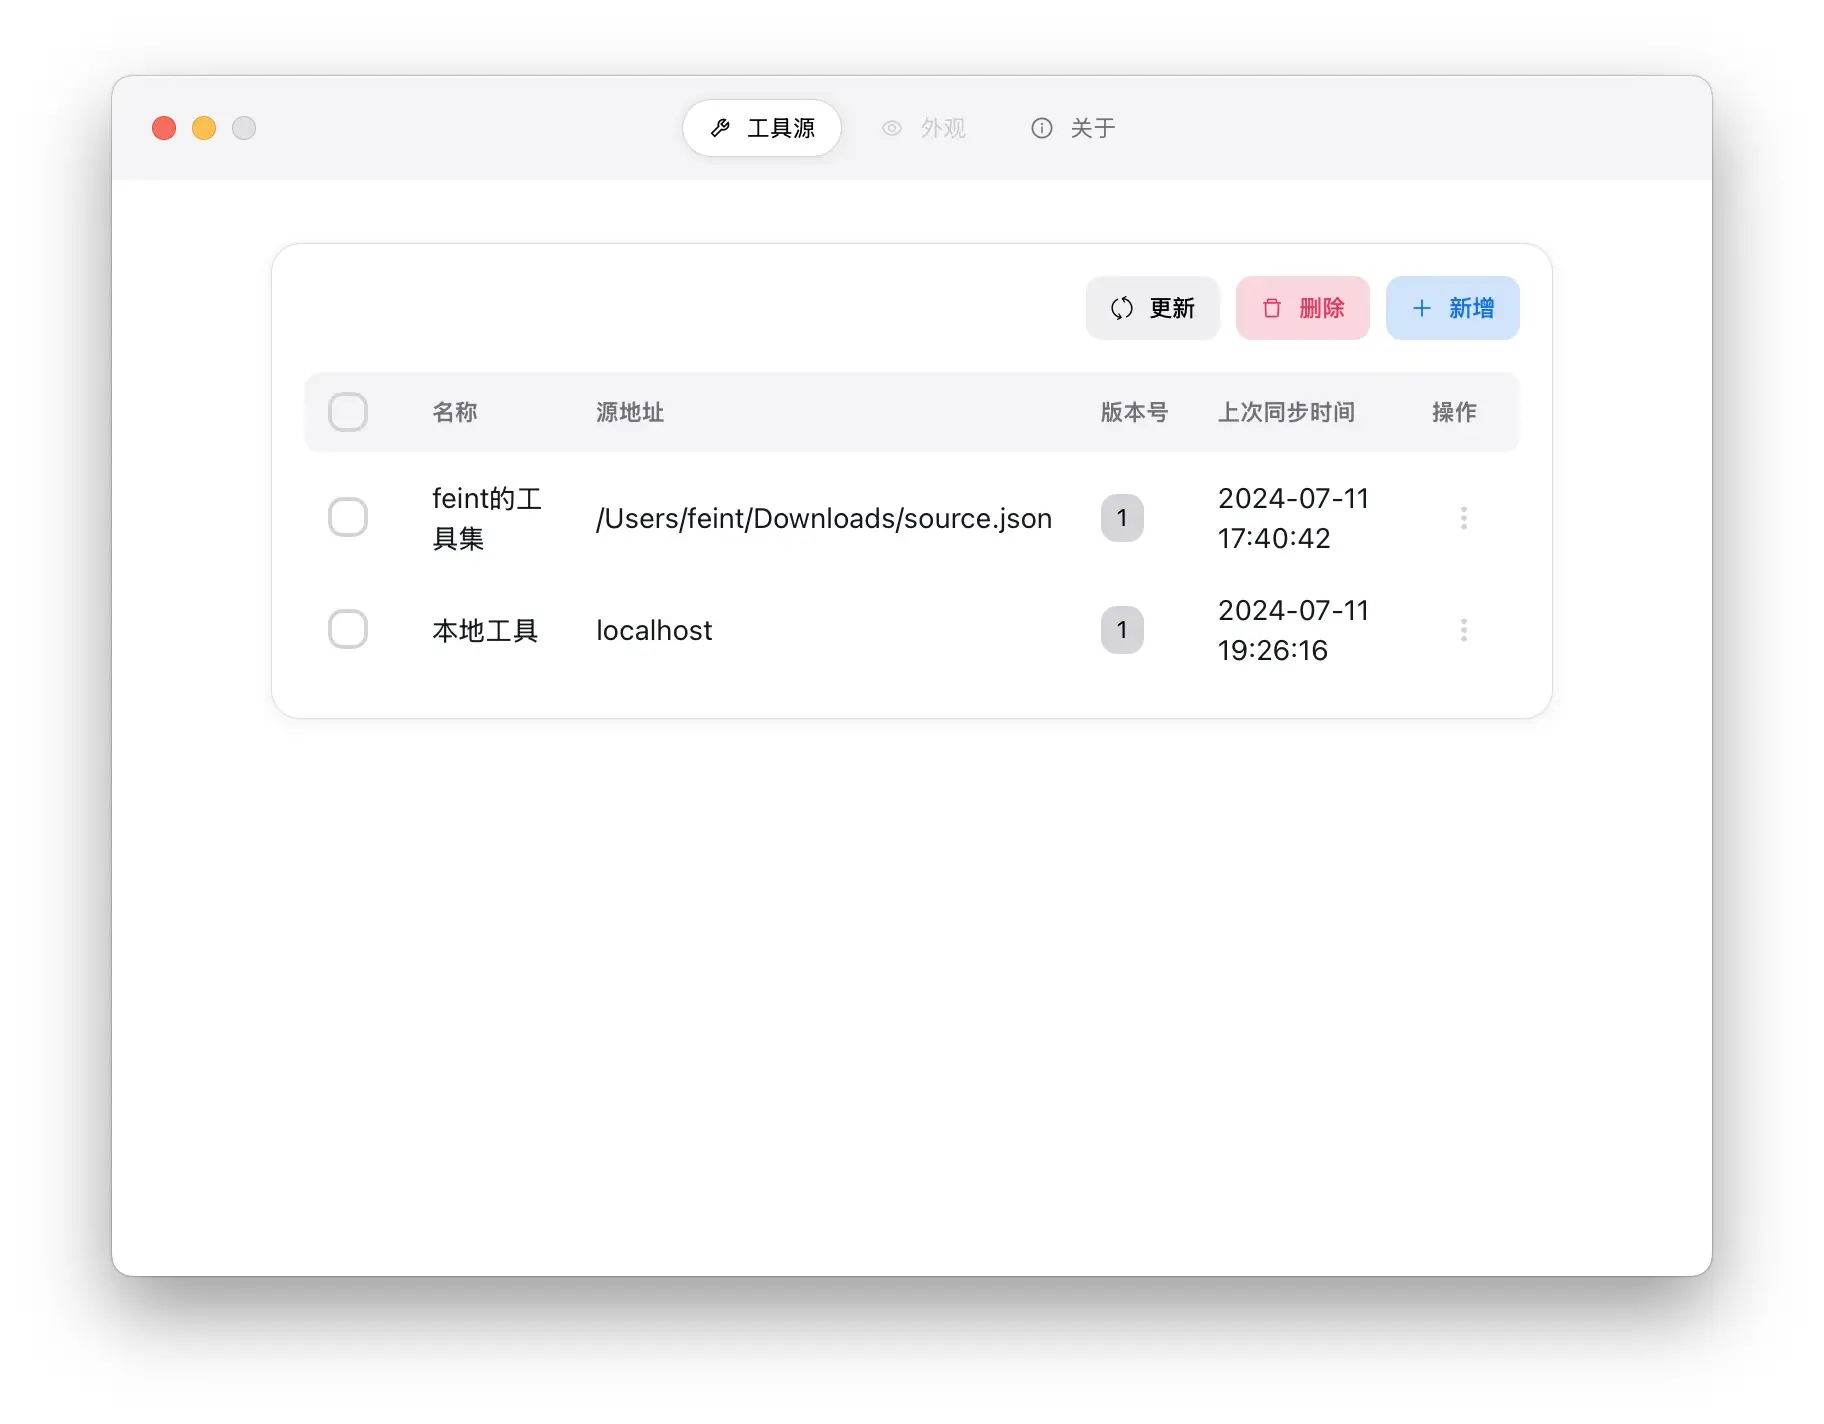 工具源
外观
关于
更新
删除
新增
名称
源地址
版本号
上次同步时间
操作
feint的工
具集
/Users/feint/Downloads/source.json
1
2024-07-11
17:40:42
本地工具
localhost
1
2024-07-11
19:26:16